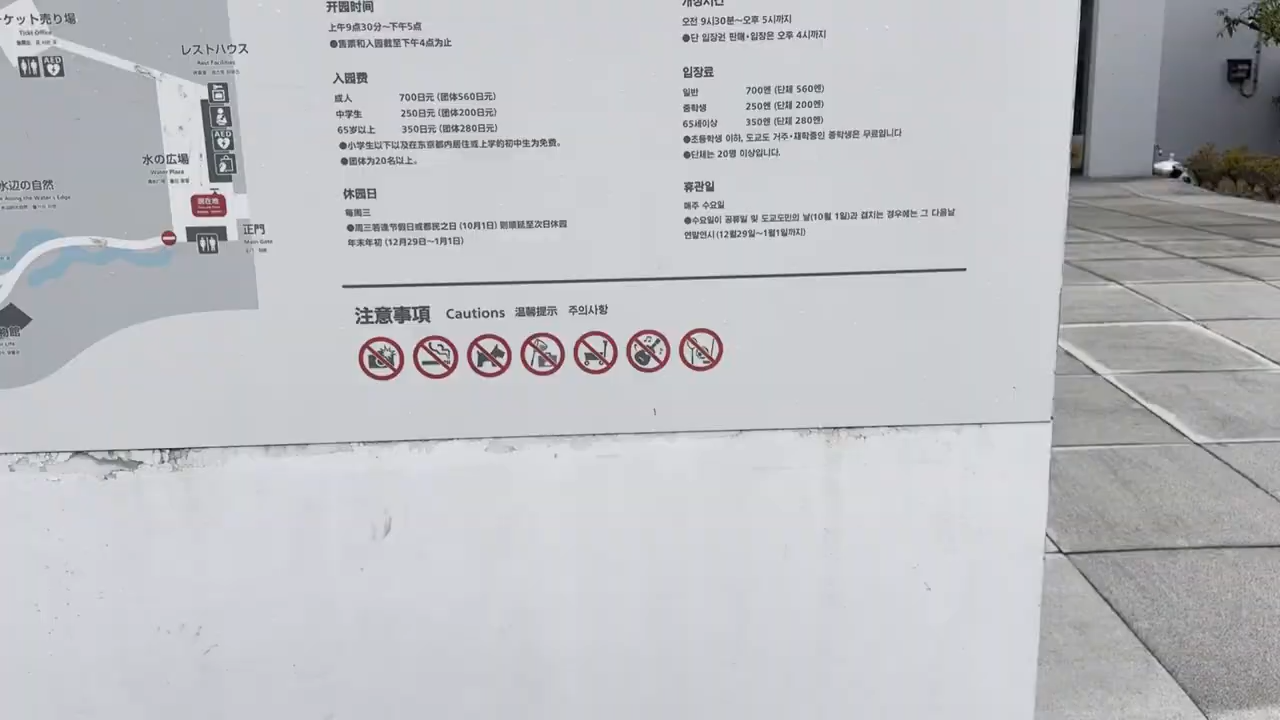 ケット売り場
Ticket Office
AED
レストハウス
Rest Facilities
AED
水の広場
Water Place
水辺の自然
Along the Water's Edge
現在地
正門
Main Gate
开园时间
上午9点30分～下午5点
●售票和入园截至下午4点为止
入园费
成人 700日元 (团体560日元)
中学生 250日元 (团体200日元)
65岁以上 350日元 (团体280日元)
●小学生以下以及在东京都内居住或上学的初中生为免费。
●团体为20名以上。
休园日
每周三
●周三若逢节假日或都民之日 (10月1日) 则顺延至次日休园
年末年初 (12月29日～1月1日)
개장시간
오전 9시30분~오후 5시까지
●단 입장권 판매·입장은 오후 4시까지
입장료
일반 700엔 (단체 560엔)
중학생 250엔 (단체 200엔)
65세이상 350엔 (단체 280엔)
●초등학생 이하, 도쿄도 거주·재학중인 중학생은 무료입니다
●단체는 20명 이상입니다.
휴관일
매주 수요일
●수요일이 공휴일 및 도쿄도민의 날(10월 1일)과 겹치는 경우에는 그 다음날
연말연시 (12월29일~1월1일까지)
注意事項 Cautions 温馨提示 주의사항